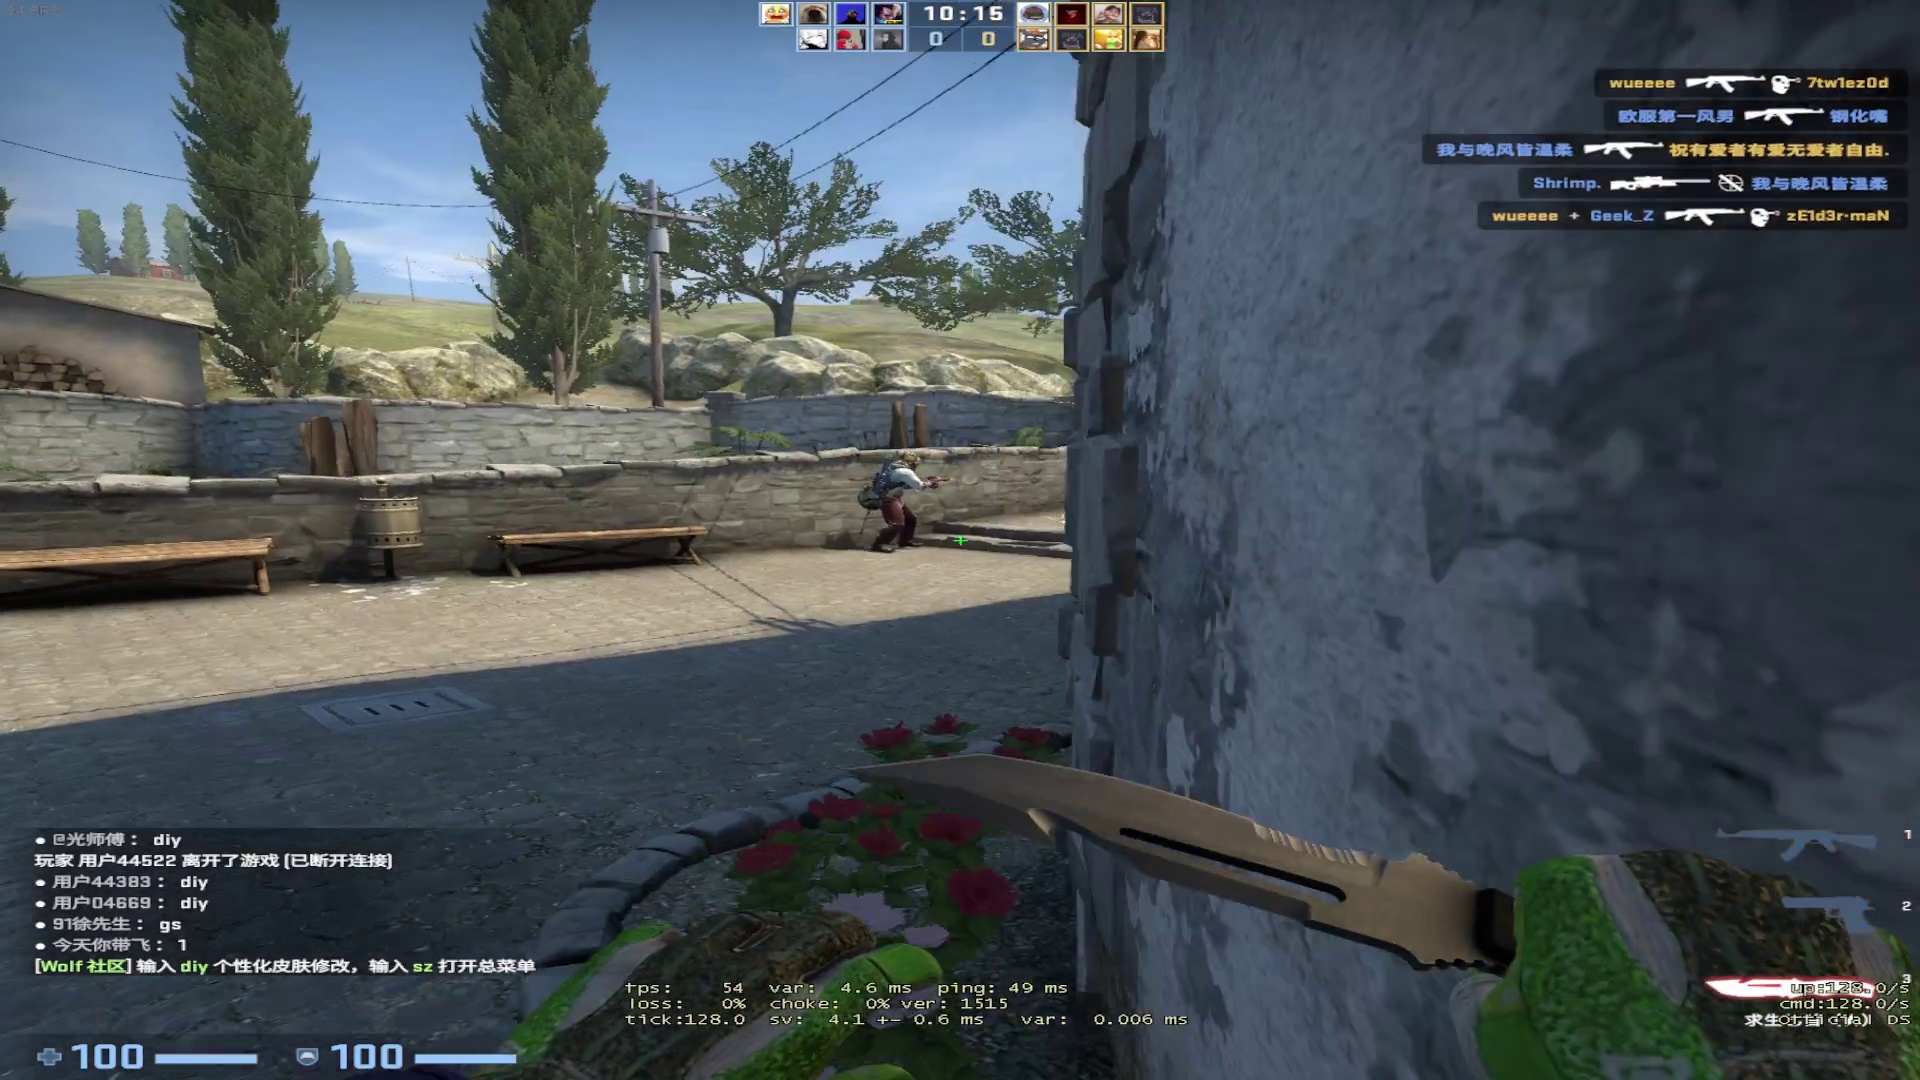 10:15
0 0
wueeee 7tw1ez0d
欧服第一风男 钢化嘴
我与晚风皆温柔 祝有爱者有爱无爱者自由.
Shrimp. 我与晚风皆温柔
wueeee + Geek_Z zE1d3r·maN
@光师傅： diy
玩家 用户44522 离开了游戏 [已断开连接]
用户44383： diy
用户04669： diy
91徐先生： gs
今天你带飞： 1
[Wolf 社区] 输入 diy 个性化皮肤修改，输入 sz 打开总菜单
fps: 54 var: 4.6 ms ping: 49 ms
loss: 0% choke: 0% ver: 1515
tick:128.0 sv: 4.1 +- 0.6 ms var: 0.006 ms
1
2
3
up:128.0/s
cmd:128.0/s
100 100